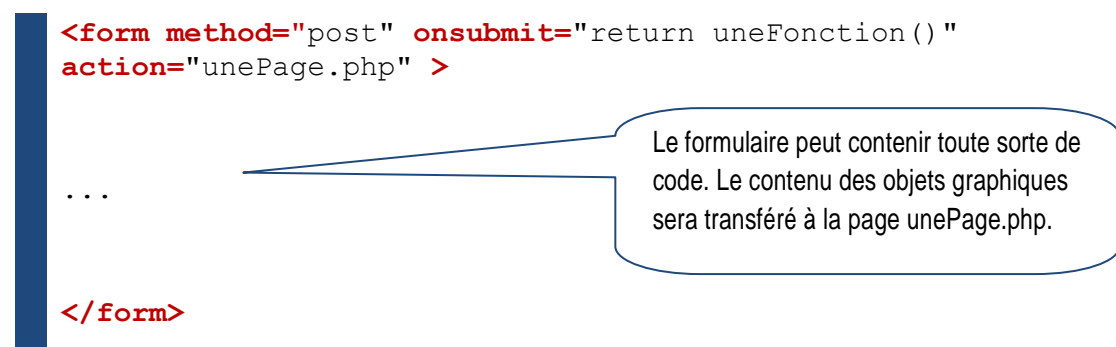 <form method="post" onsubmit="return uneFonction()"
action="unePage.php" >
Le formulaire peut contenir toute sorte de
code. Le contenu des objets graphiques
sera transféré à la page unePage.php.
...
</form>